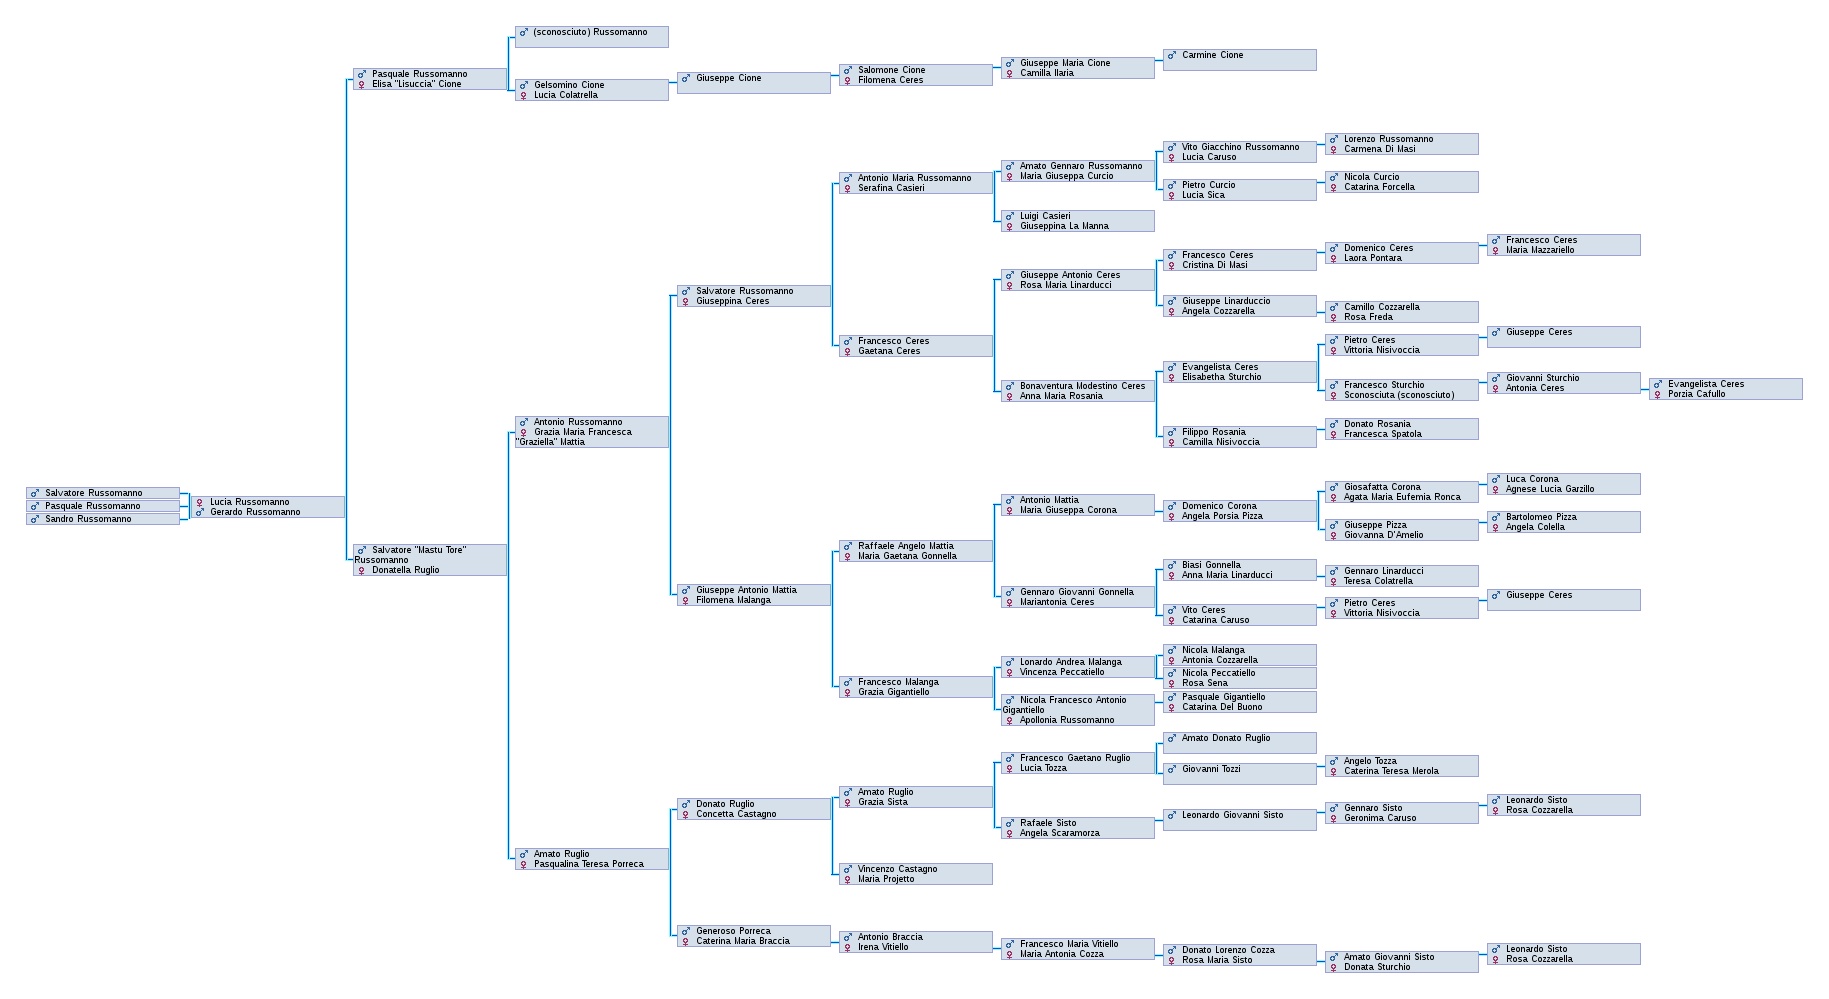 Salvatore Russomanno
Pasquale Russomanno
Sandro Russomanno
Lucia Russomanno
Gerardo Russomanno
Pasquale Russomanno
Elisa "Lisuccia" Cione
Salvatore "Mastu Tore"
Russomanno
Donatella Ruglio
(sconosciuto) Russomanno
Gelsomino Cione
Lucia Colatrella
Antonio Russomanno
Grazia Maria Francesca
"Graziella" Mattia
Amato Ruglio
Pasqualina Teresa Porreca
Giuseppe Cione
Salvatore Russomanno
Giuseppina Ceres
Giuseppe Antonio Mattia
Filomena Malanga
Donato Ruglio
Concetta Castagno
Generoso Porreca
Caterina Maria Braccia
Salomone Cione
Filomena Ceres
Antonio Maria Russomanno
Serafina Casieri
Francesco Ceres
Gaetana Ceres
Raffaele Angelo Mattia
Maria Gaetana Gonnella
Francesco Malanga
Grazia Gigantiello
Amato Ruglio
Grazia Sista
Vincenzo Castagno
Maria Projetto
Antonio Braccia
Irena Vitiello
Giuseppe Maria Cione
Camilla Ilaria
Amato Gennaro Russomanno
Maria Giuseppa Curcio
Luigi Casieri
Giuseppina La Manna
Giuseppe Antonio Ceres
Rosa Maria Linarducci
Bonaventura Modestino Ceres
Anna Maria Rosania
Antonio Mattia
Maria Giuseppa Corona
Gennaro Giovanni Gonnella
Mariantonia Ceres
Lonardo Andrea Malanga
Vincenza Peccatiello
Nicola Francesco Antonio
Gigantiello
Apollonia Russomanno
Francesco Gaetano Ruglio
Lucia Tozza
Rafaele Sisto
Angela Scaramorza
Francesco Maria Vitiello
Maria Antonia Cozza
Carmine Cione
Vito Giacchino Russomanno
Lucia Caruso
Pietro Curcio
Lucia Sica
Francesco Ceres
Cristina Di Masi
Giuseppe Linarduccio
Angela Cozzarella
Evangelista Ceres
Elisabetha Sturchio
Filippo Rosania
Camilla Nisivoccia
Domenico Corona
Angela Porsia Pizza
Biasi Gonnella
Anna Maria Linarducci
Vito Ceres
Catarina Caruso
Nicola Malanga
Antonia Cozzarella
Nicola Peccatiello
Rosa Sena
Pasquale Gigantiello
Catarina Del Buono
Amato Donato Ruglio
Giovanni Tozzi
Leonardo Giovanni Sisto
Donato Lorenzo Cozza
Rosa Maria Sisto
Lorenzo Russomanno
Carmena Di Masi
Nicola Curcio
Catarina Forcella
Domenico Ceres
Laora Pontara
Camillo Cozzarella
Rosa Freda
Pietro Ceres
Vittoria Nisivoccia
Francesco Sturchio
Sconosciuta (sconosciuto)
Donato Rosania
Francesca Spatola
Giosafatta Corona
Agata Maria Eufemia Ronca
Giuseppe Pizza
Giovanna D'Amelio
Gennaro Linarducci
Teresa Colatrella
Pietro Ceres
Vittoria Nisivoccia
Angelo Tozza
Caterina Teresa Merola
Gennaro Sisto
Geronima Caruso
Amato Giovanni Sisto
Donata Sturchio
Francesco Ceres
Maria Mazzariello
Giuseppe Ceres
Giovanni Sturchio
Antonia Ceres
Luca Corona
Agnese Lucia Garzillo
Bartolomeo Pizza
Angela Colella
Giuseppe Ceres
Leonardo Sisto
Rosa Cozzarella
Leonardo Sisto
Rosa Cozzarella
Evangelista Ceres
Porzia Cafullo